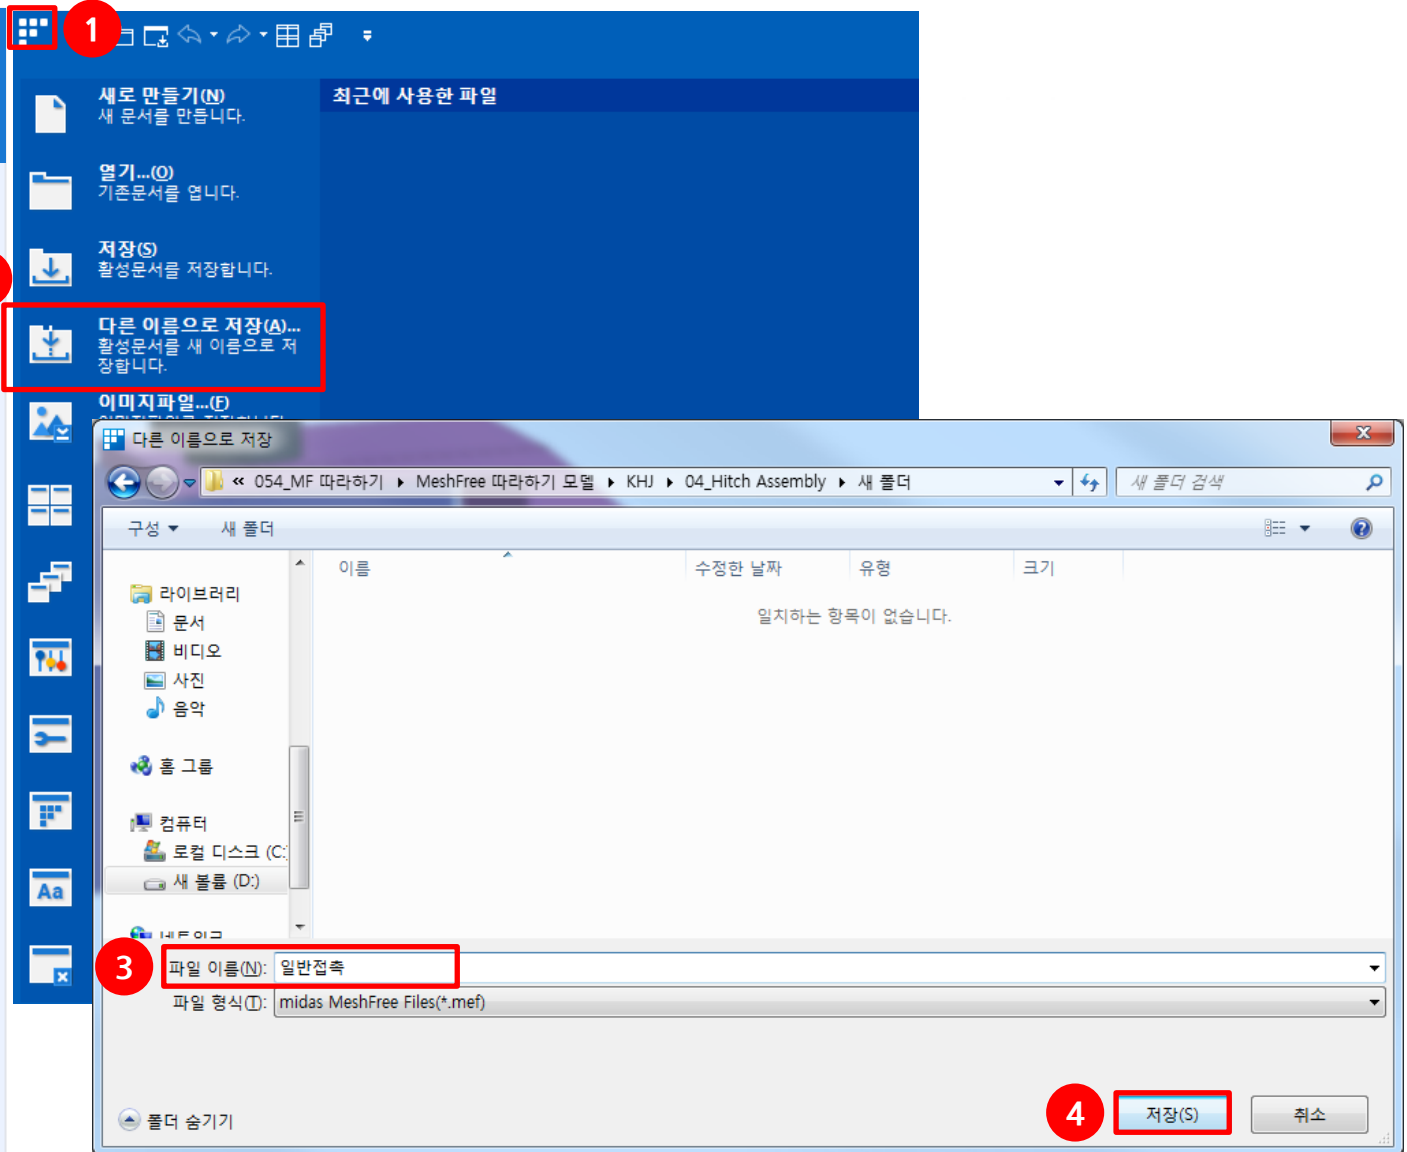 1
새로 만들기(N)
새 문서를 만듭니다.
최근에 사용한 파일
열기...(O)
기존문서를 엽니다.
저장(S)
활성문서를 저장합니다.
다른 이름으로 저장(A)...
활성문서를 새 이름으로 저
장합니다.
이미지파일...(F)
다른 이름으로 저장
« 054_MF 따라하기 ▸ MeshFree 따라하기 모델 ▸ KHJ ▸ 04_Hitch Assembly ▸ 새 폴더
새 폴더 검색
구성 새 폴더
이름 수정한 날짜 유형 크기
일치하는 항목이 없습니다.
라이브러리
문서
비디오
사진
음악
홈 그룹
컴퓨터
로컬 디스크 (C:
새 볼륨 (D:)
3
파일 이름(N): 일반접촉
파일 형식(T): midas MeshFree Files(*.mef)
폴더 숨기기
4
저장(S)
취소
Aa